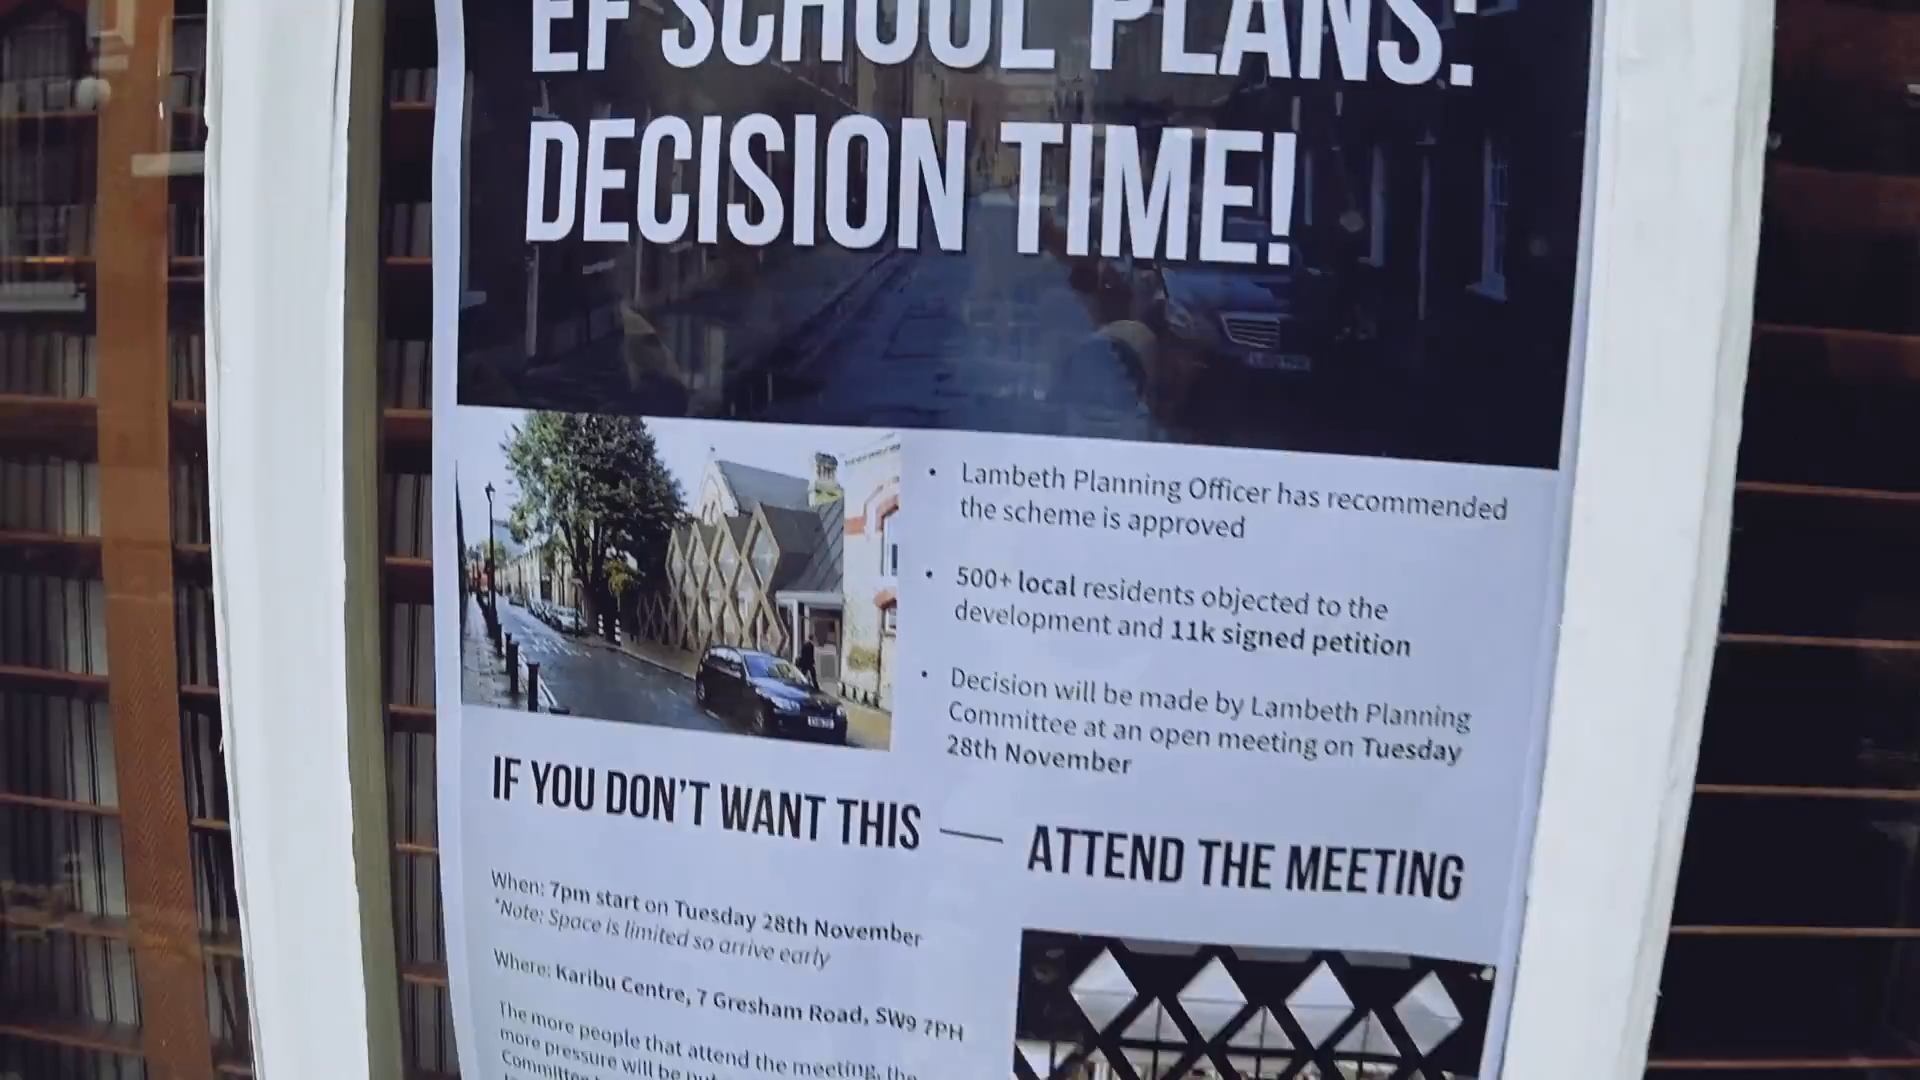 EF SCHOOL PLANS:
DECISION TIME!
• Lambeth Planning Officer has recommended
the scheme is approved
• 500+ local residents objected to the
development and 11k signed petition
• Decision will be made by Lambeth Planning
Committee at an open meeting on Tuesday
28th November
IF YOU DON'T WANT THIS — ATTEND THE MEETING
When: 7pm start on Tuesday 28th November
*Note: Space is limited so arrive early
Where: Karibu Centre, 7 Gresham Road, SW9 7PH
The more people that attend the meeting, the
more pressure will be
Committee